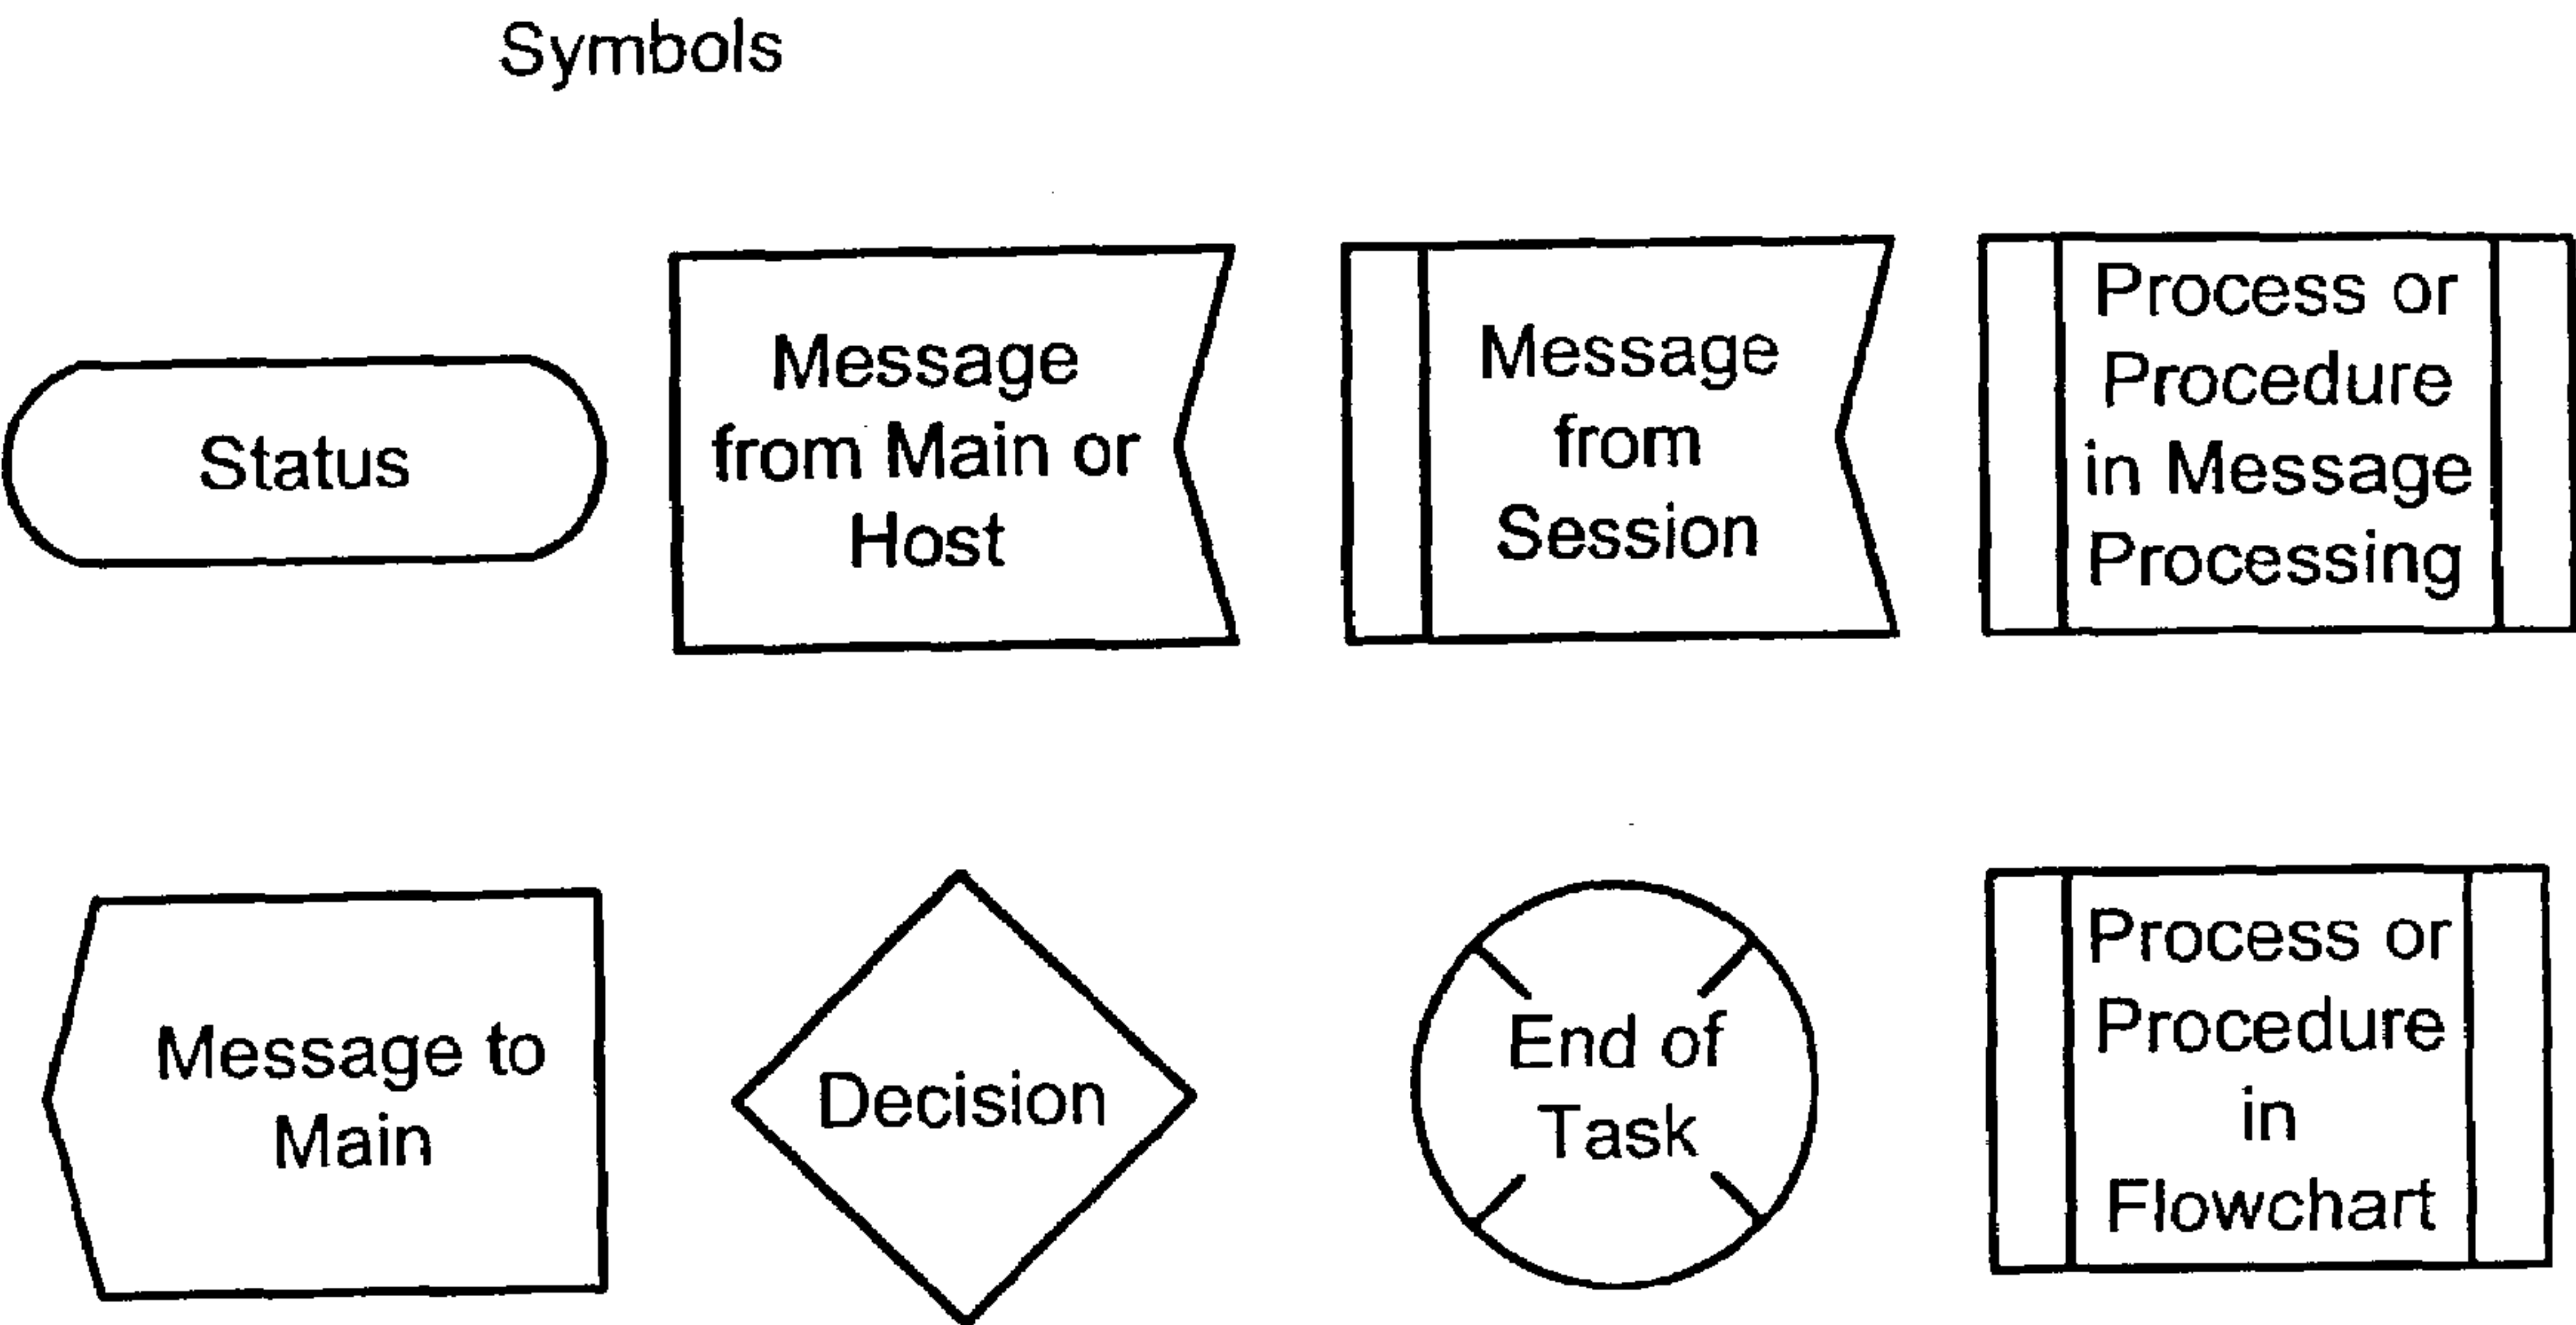 Symbols
Status
Message
from Main or
Host
Message
from
Session
Process or
Procedure
in Message
Processing
Message to
Main
Decision
End of
Task
Process or
Procedure
in
Flowchart